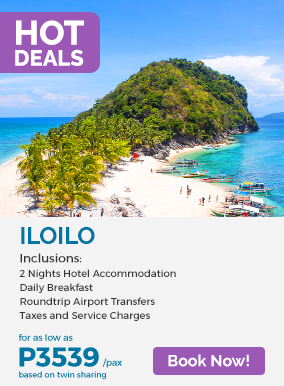 HOT
DEALS
ILOILO
Inclusions:
2 Nights Hotel Accommodation
Daily Breakfast
Roundtrip Airport Transfers
Taxes and Service Charges
for as low as
P3539 /pax
based on twin sharing
Book Now!